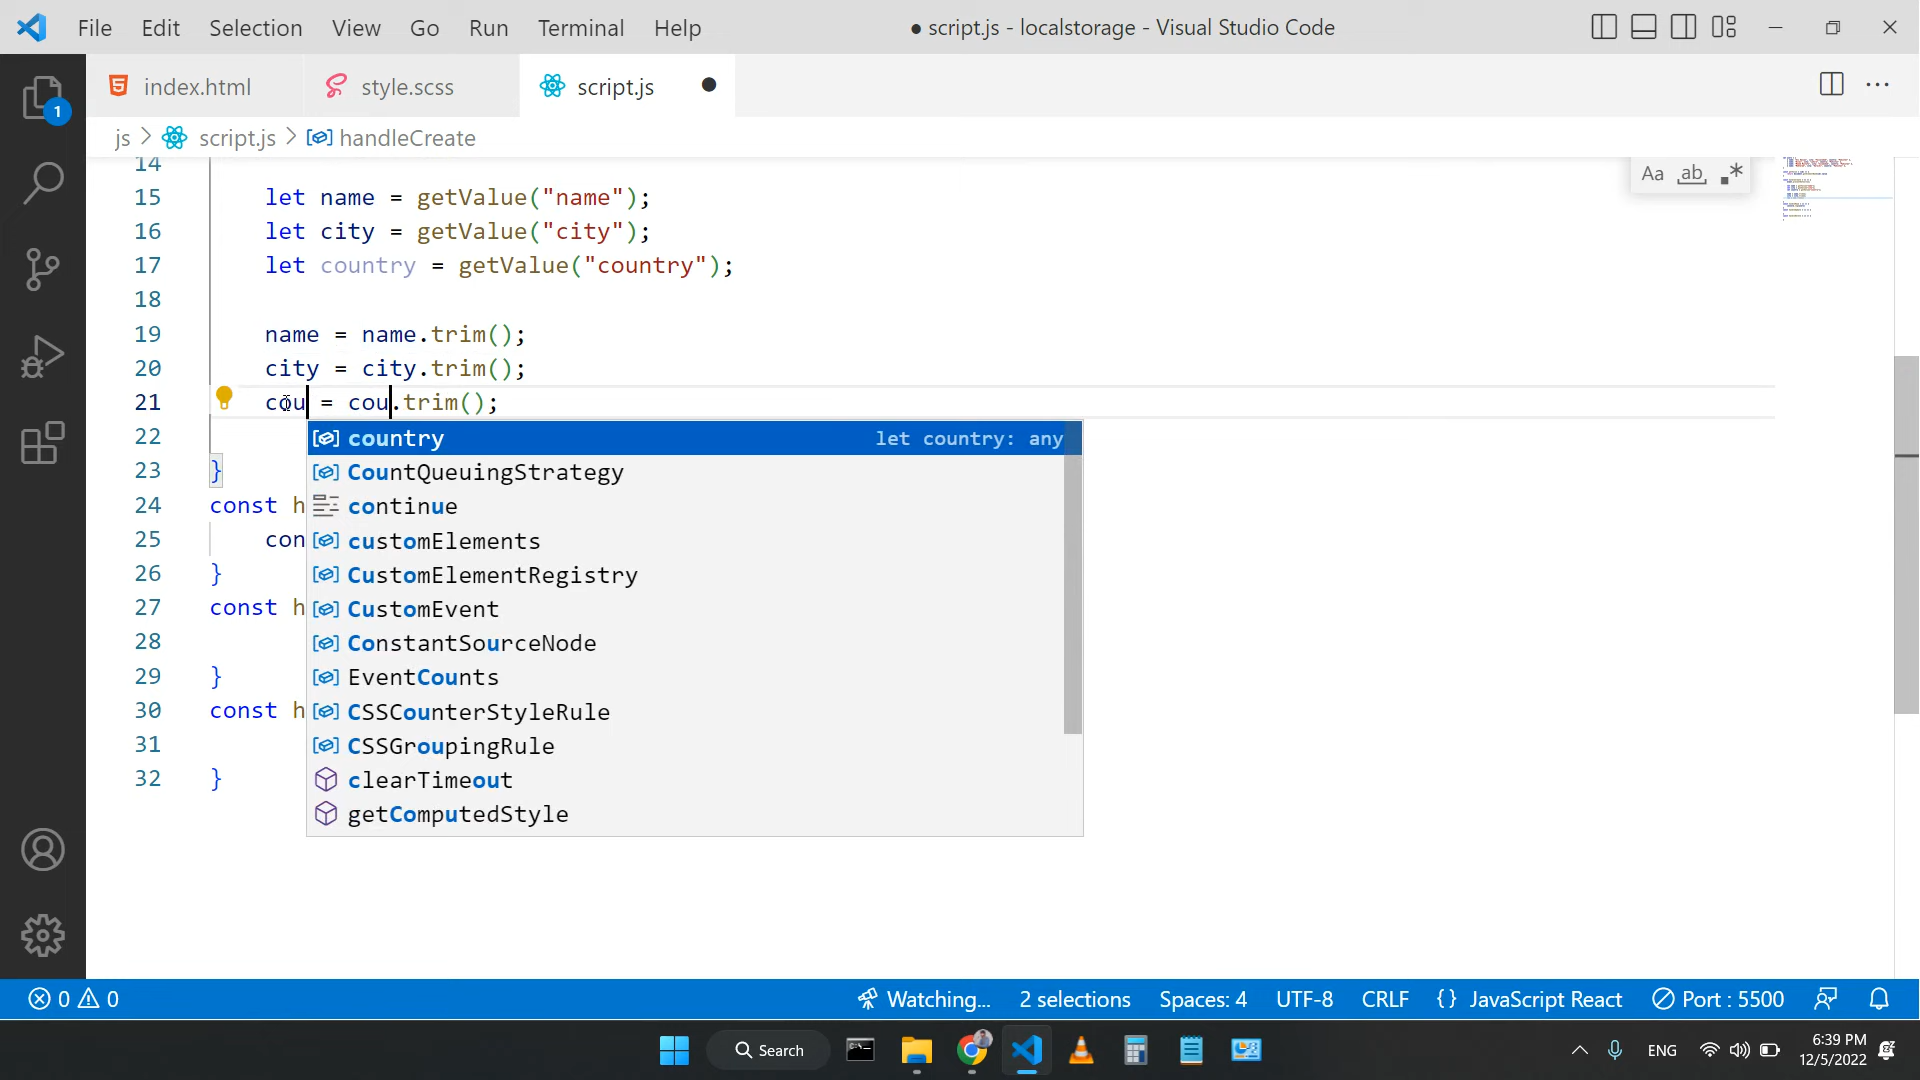 File Edit Selection View Go Run Terminal Help
● script.js - localstorage - Visual Studio Code
index.html style.scss script.js
js > script.js > handleCreate
14
Aa ab
15 let name = getValue("name");
16 let city = getValue("city");
17 let country = getValue("country");
18
19 name = name.trim();
20 city = city.trim();
21 cou = cou.trim();
22
country let country: any
CountQueuingStrategy
23 }
24 const h
continue
25 con
customElements
26 }
CustomElementRegistry
27 const h
CustomEvent
28
ConstantSourceNode
29 }
EventCounts
30 const h
CSSCounterStyleRule
31
CSSGroupingRule
32 }
clearTimeout
getComputedStyle
1
0 0 Watching... 2 selections Spaces: 4 UTF-8 CRLF {} JavaScript React Port : 5500
Search ENG 6:39 PM
12/5/2022